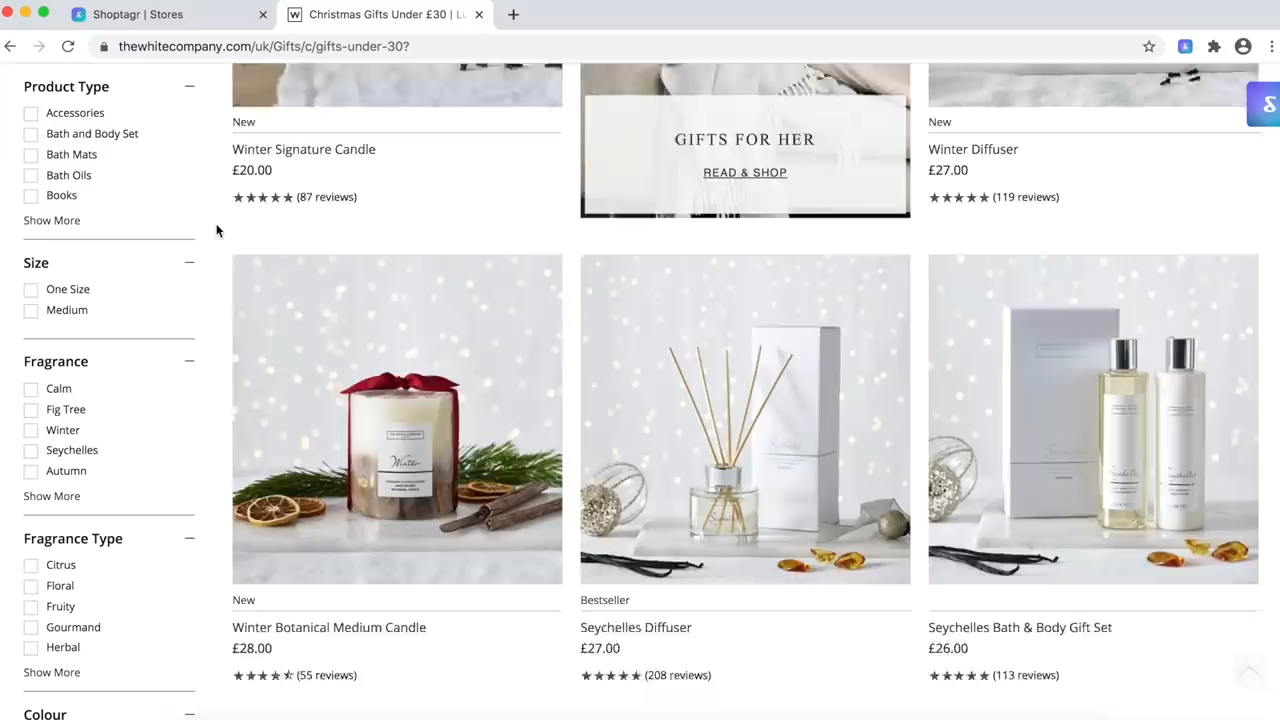 Shoptagr | Stores
Christmas Gifts Under £30 | Lu
thewhitecompany.com/uk/Gifts/c/gifts-under-30?
Product Type
Accessories
Bath and Body Set
Bath Mats
Bath Oils
Books
Show More
Size
One Size
Medium
Fragrance
Calm
Fig Tree
Winter
Seychelles
Autumn
Show More
Fragrance Type
Citrus
Floral
Fruity
Gourmand
Herbal
Show More
Colour
New
Winter Signature Candle
£20.00
(87 reviews)
GIFTS FOR HER
READ & SHOP
New
Winter Diffuser
£27.00
(119 reviews)
Winter
New
Winter Botanical Medium Candle
£28.00
(55 reviews)
Seychelles
Bestseller
Seychelles Diffuser
£27.00
(208 reviews)
Seychelles
Seychelles Bath & Body Gift Set
£26.00
(113 reviews)